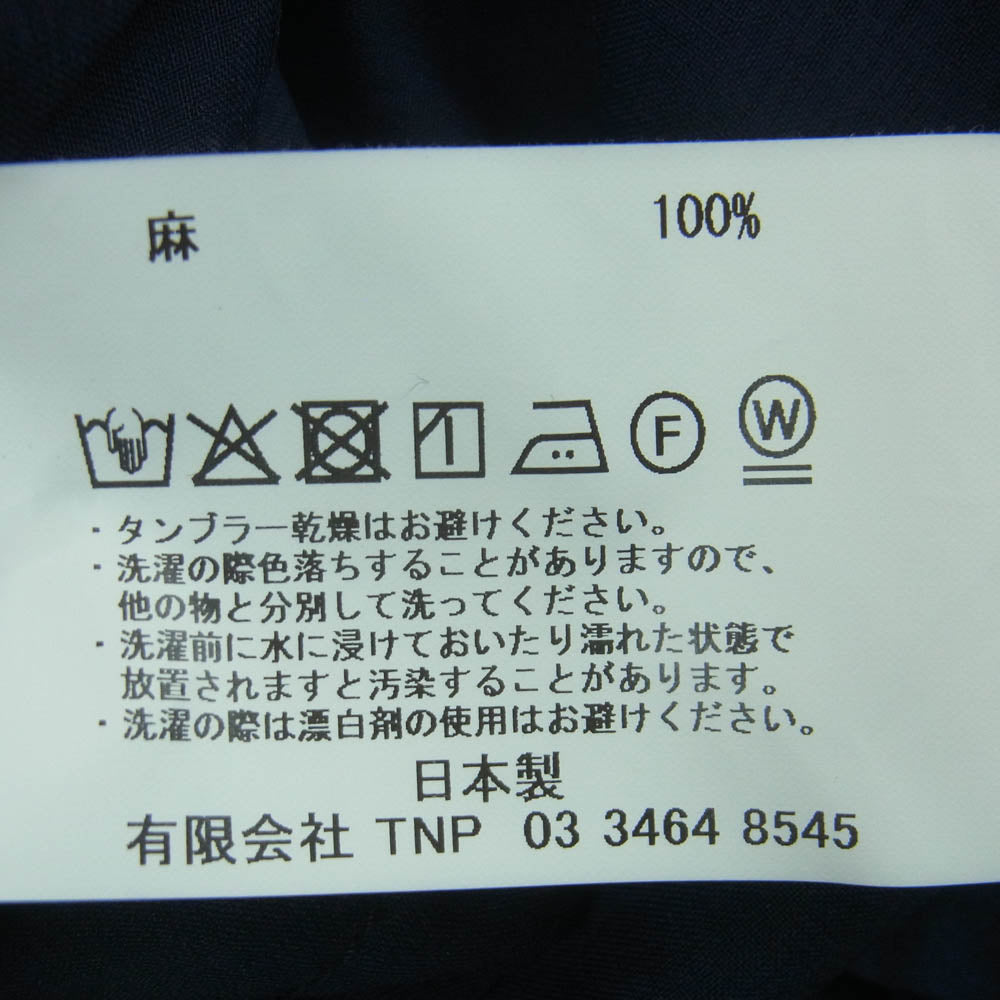 麻 100%
F W
・タンブラー乾燥はお避けください。
・洗濯の際色落ちすることがありますので、
他の物と分別して洗ってください。
・洗濯前に水に浸けておいたり濡れた状態で
放置されますと汚染することがあります。
・洗濯の際は漂白剤の使用はお避けください。
日本製
有限会社 TNP 03 3464 8545